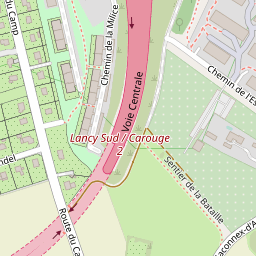 du Camp
Chemin de la Milice
Voie Centrale
Chemin de l'Es
Lancy Sud / Carouge
2
ndel
Sentier de la Bataille
Route du Ca
aconnex-d'A